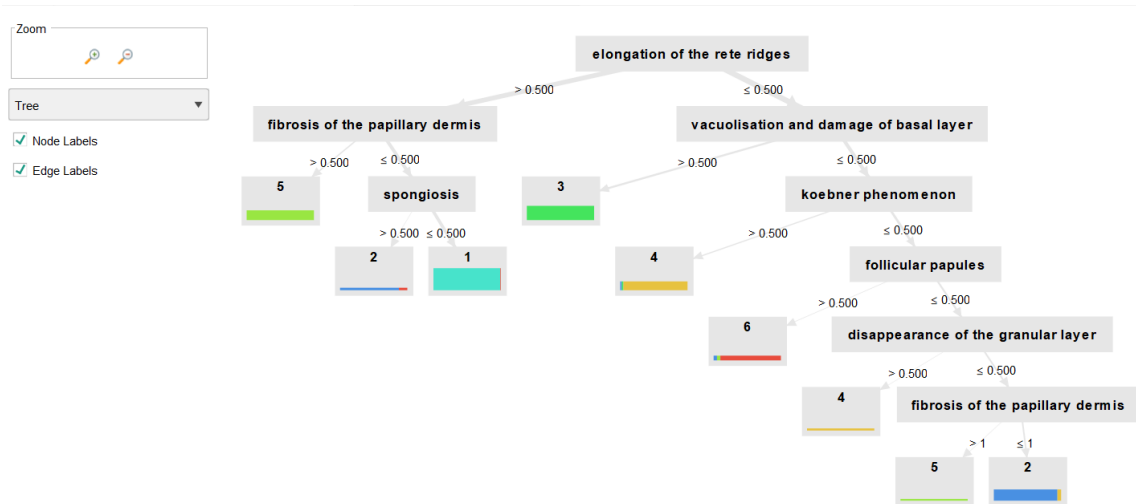 Zoom
Tree
Node Labels
Edge Labels
elongation of the rete ridges
> 0.500
≤ 0.500
fibrosis of the papillary dermis
vacuolisation and damage of basal layer
> 0.500
≤ 0.500
> 0.500
≤ 0.500
5
spongiosis
3
koebner phenomenon
> 0.500
≤ 0.500
> 0.500
≤ 0.500
2
1
4
follicular papules
> 0.500
≤ 0.500
6
disappearance of the granular layer
> 0.500
≤ 0.500
4
fibrosis of the papillary dermis
> 1
≤ 1
5
2